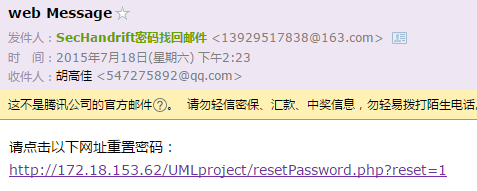 web Message
发件人：SecHandrift密码找回邮件 <13929517838@163.com>
时　间：2015年7月18日(星期六) 下午2:23
收件人：胡高佳 <547275892@qq.com>
这不是腾讯公司的官方邮件?。 请勿轻信密保、汇款、中奖信息，勿轻易拨打陌生电话。
请点击以下网址重置密码：
http://172.18.153.62/UMLproject/resetPassword.php?reset=1